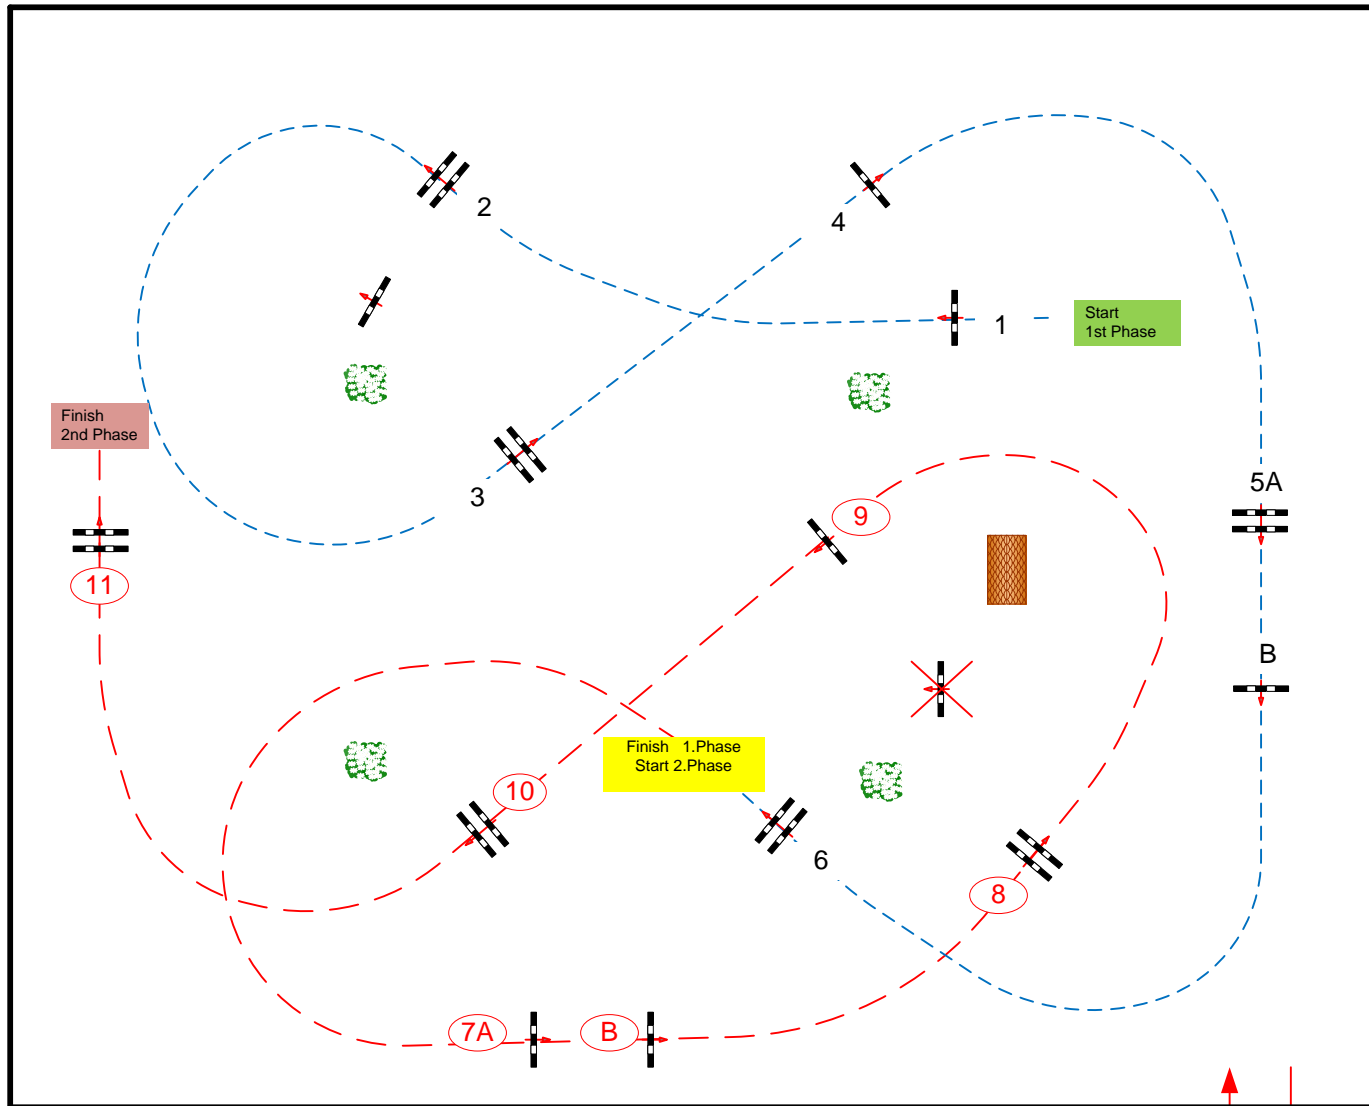 2
4
Start
1st Phase
1
Finish
2nd Phase
5A
3
9
11
B
Finish 1.Phase
Start 2.Phase
10
6
8
7A
B